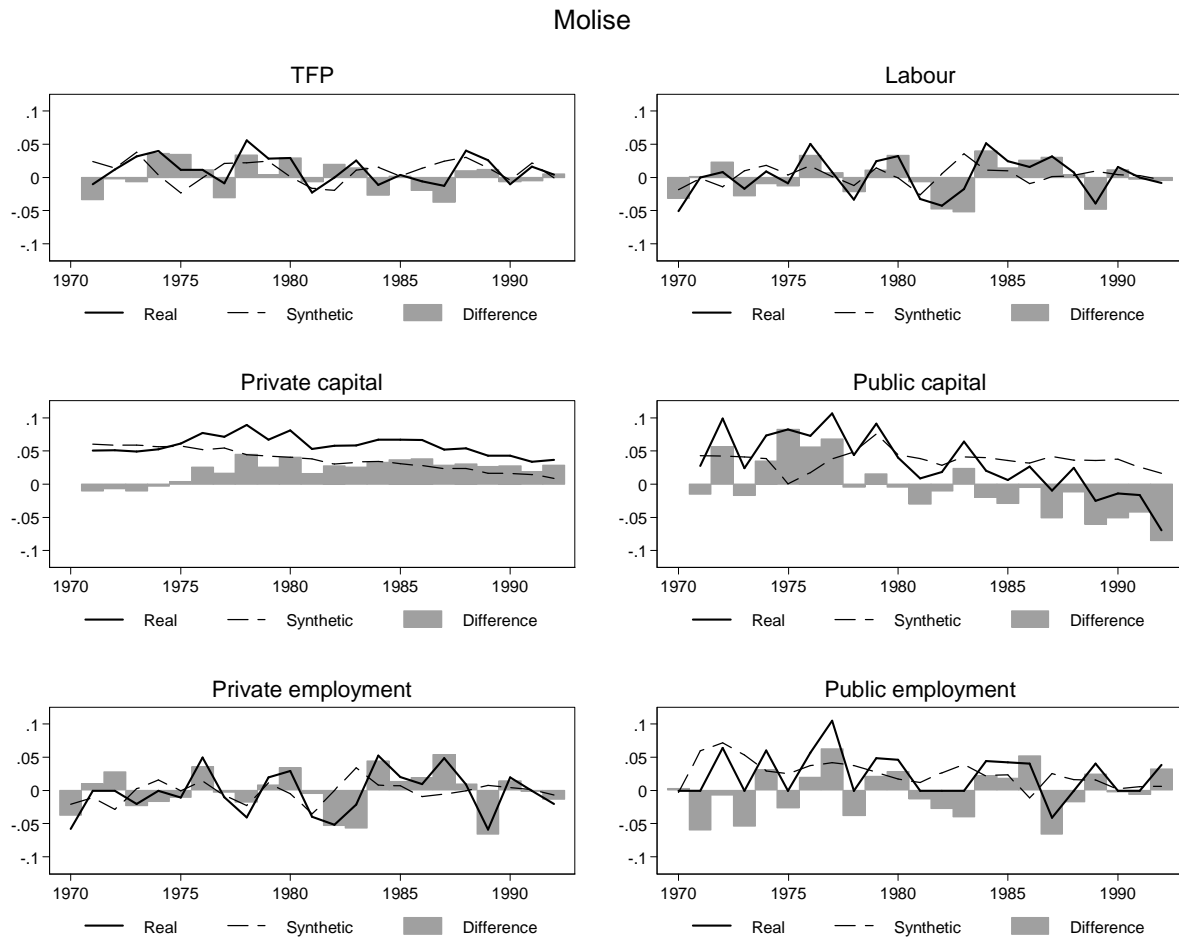 Molise
TFP
Labour
.1
.05
0
-.05
-.1
1970 1975 1980 1985 1990
Real Synthetic Difference
.1
.05
0
-.05
-.1
1970 1975 1980 1985 1990
Real Synthetic Difference
Private capital
Public capital
.1
.05
0
-.05
-.1
1970 1975 1980 1985 1990
Real Synthetic Difference
.1
.05
0
-.05
-.1
1970 1975 1980 1985 1990
Real Synthetic Difference
Private employment
Public employment
.1
.05
0
-.05
-.1
1970 1975 1980 1985 1990
Real Synthetic Difference
.1
.05
0
-.05
-.1
1970 1975 1980 1985 1990
Real Synthetic Difference